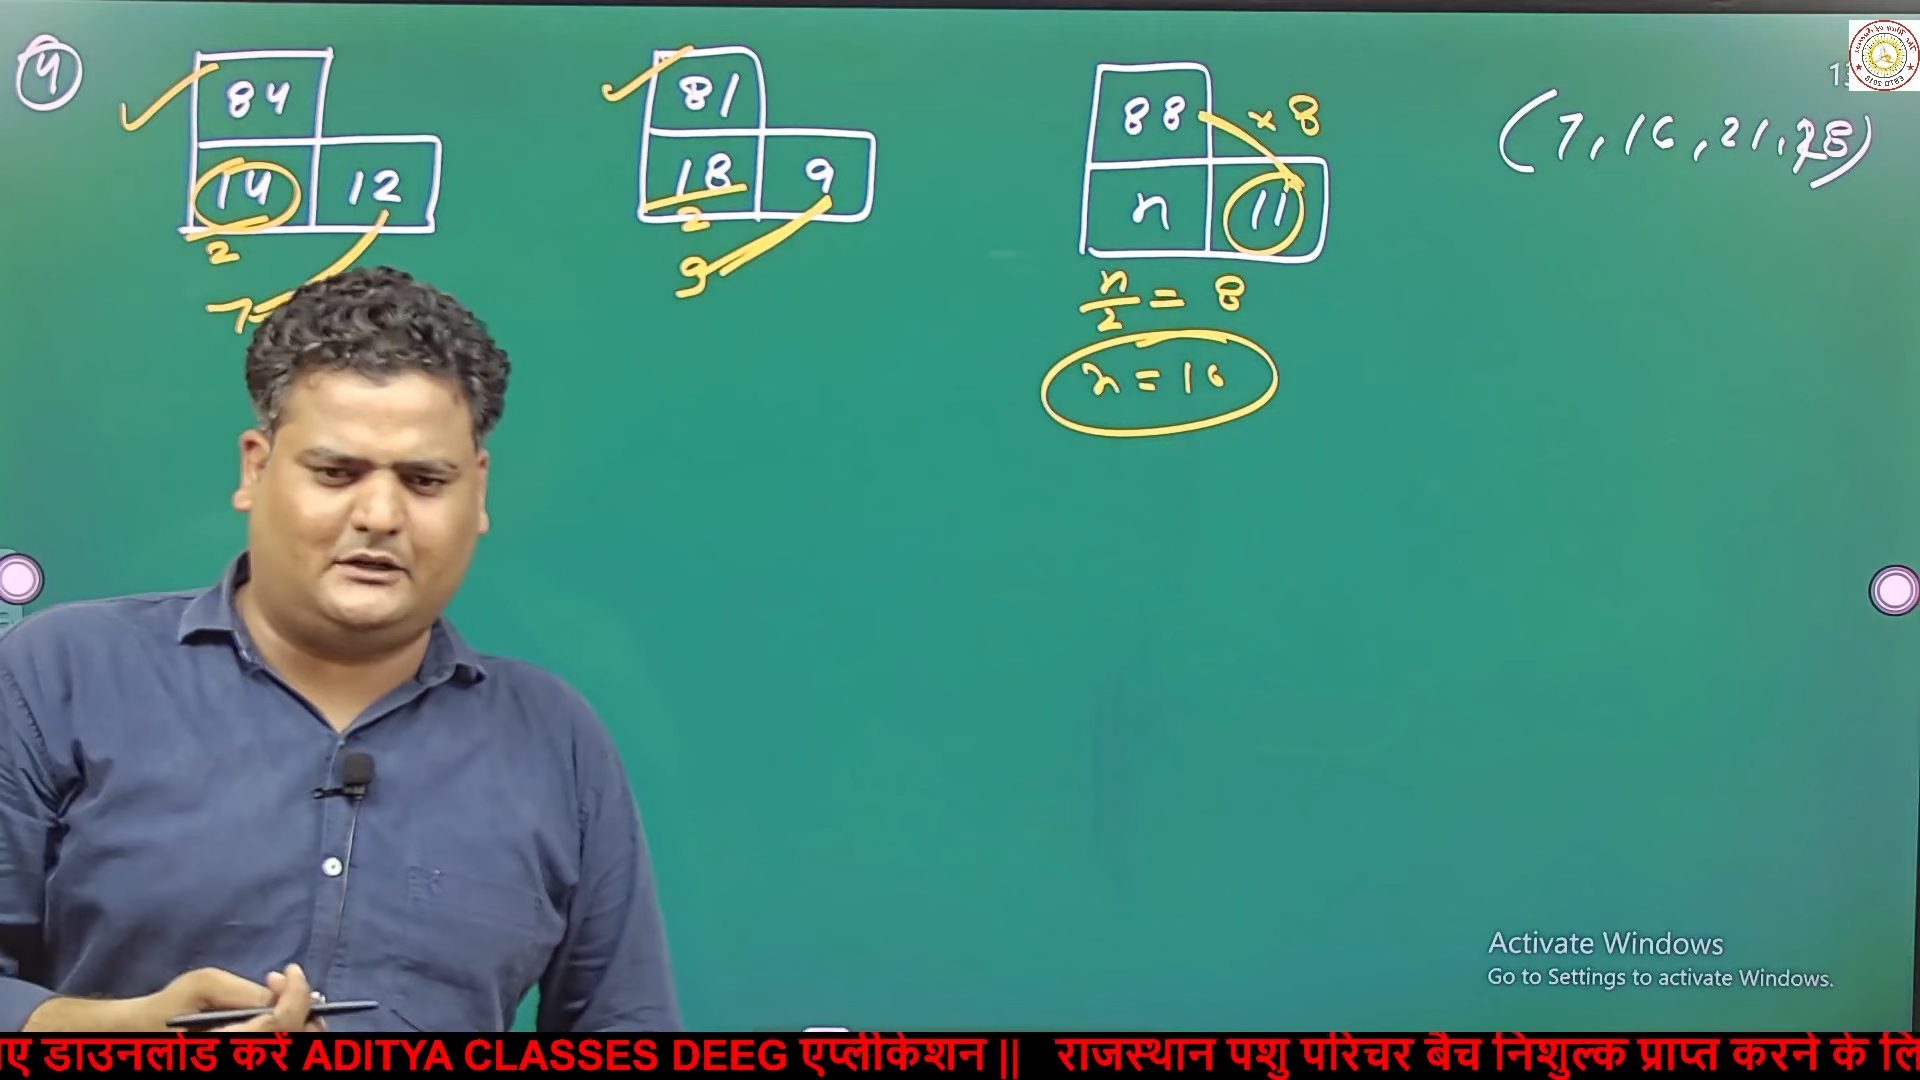 4
84
14 12
2
7
81
18 9
2
9
88 × 8
n 11
n/2 = 8
n = 16
(7, 16, 21, 28)
Activate Windows
Go to Settings to activate Windows.
डाउनलोड करें ADITYA CLASSES DEEG एप्लीकेशन || राजस्थान पशु परिचर बैच निशुल्क प्राप्त करने के